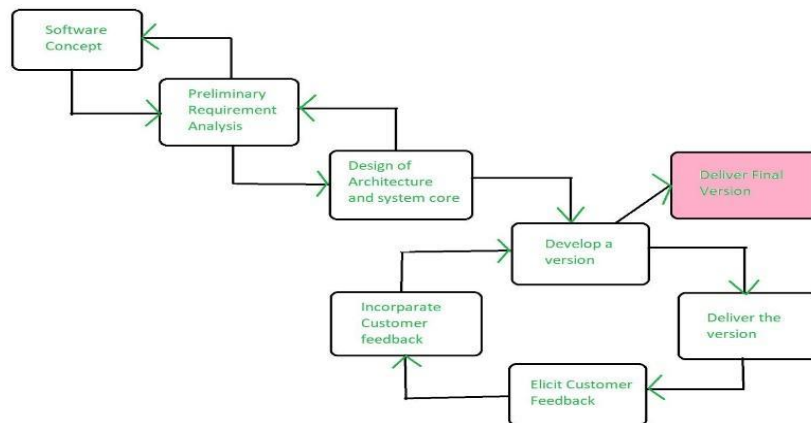 Software
Concept
Preliminary
Requirement
Analysis
Design of
Architecture
and system core
Deliver Final
Version
Develop a
version
Incorparate
Customer
feedback
Deliver the
version
Elicit Customer
Feedback